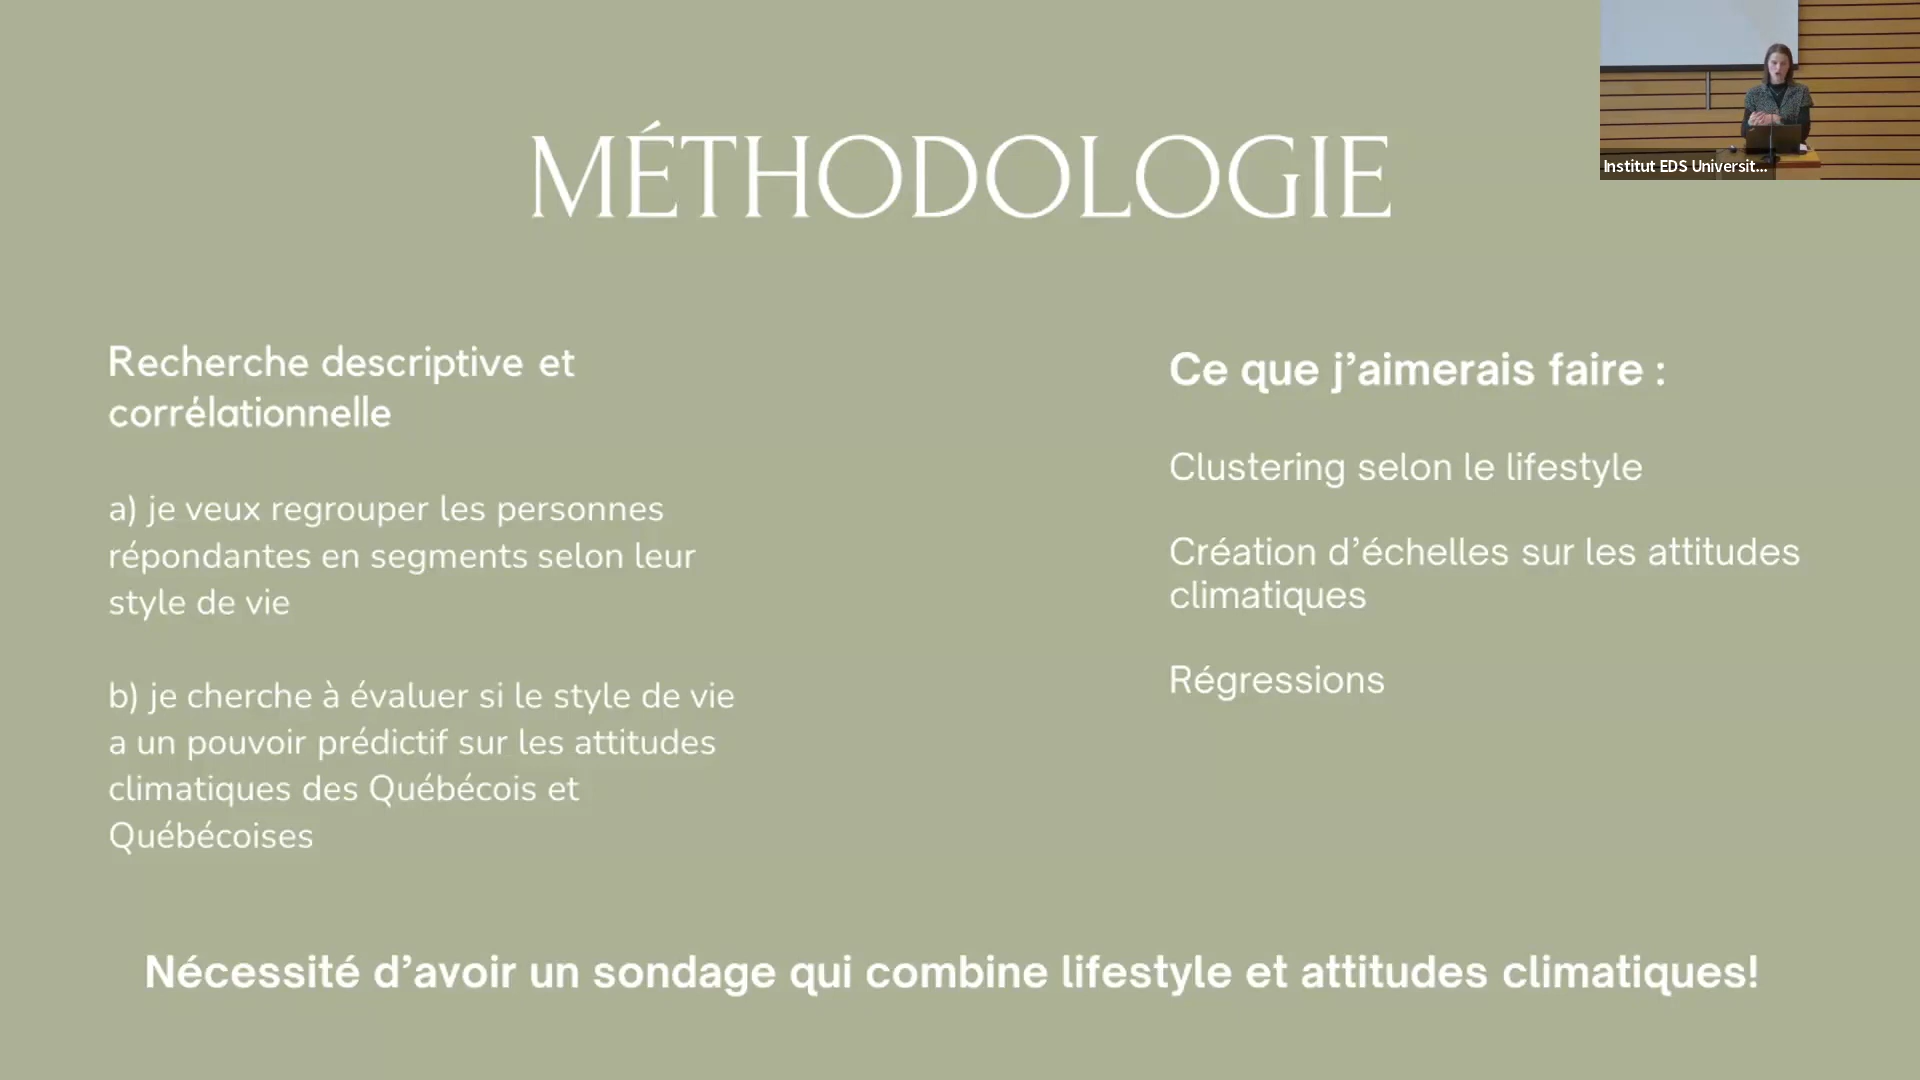 MÉTHODOLOGIE
Institut EDS Universit...
Recherche descriptive et
corrélationnelle
a) je veux regrouper les personnes
répondantes en segments selon leur
style de vie
b) je cherche à évaluer si le style de vie
a un pouvoir prédictif sur les attitudes
climatiques des Québécois et
Québécoises
Ce que j’aimerais faire :
Clustering selon le lifestyle
Création d’échelles sur les attitudes
climatiques
Régressions
Nécessité d’avoir un sondage qui combine lifestyle et attitudes climatiques!